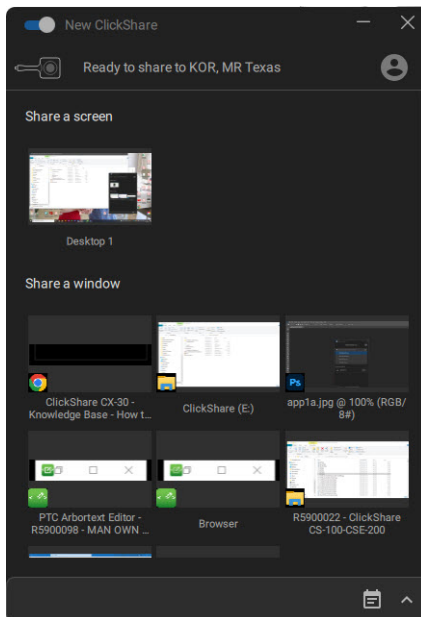 New ClickShare
Ready to share to KOR, MR Texas
Share a screen
Desktop 1
Share a window
ClickShare CX-30 -
Knowledge Base - How t...
ClickShare (E:)
Ps
app1a.jpg @ 100% (RGB/
8#)
PTC Arbortext Editor -
R5900098 - MAN OWN ...
Browser
R5900022 - ClickShare
CS-100-CSE-200